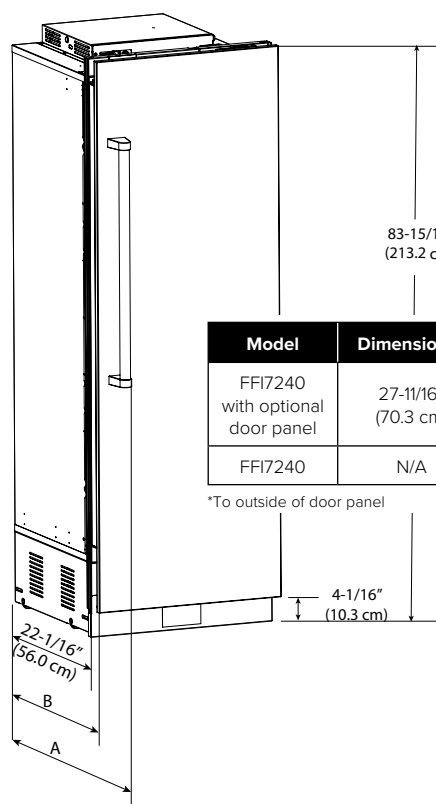 83-15/1
(213.2 c
Model Dimensio
FFI7240
with optional
door panel
27-11/16
(70.3 cm
FFI7240 N/A
*To outside of door panel
4-1/16"
(10.3 cm)
22-1/16"
(56.0 cm)
B
A